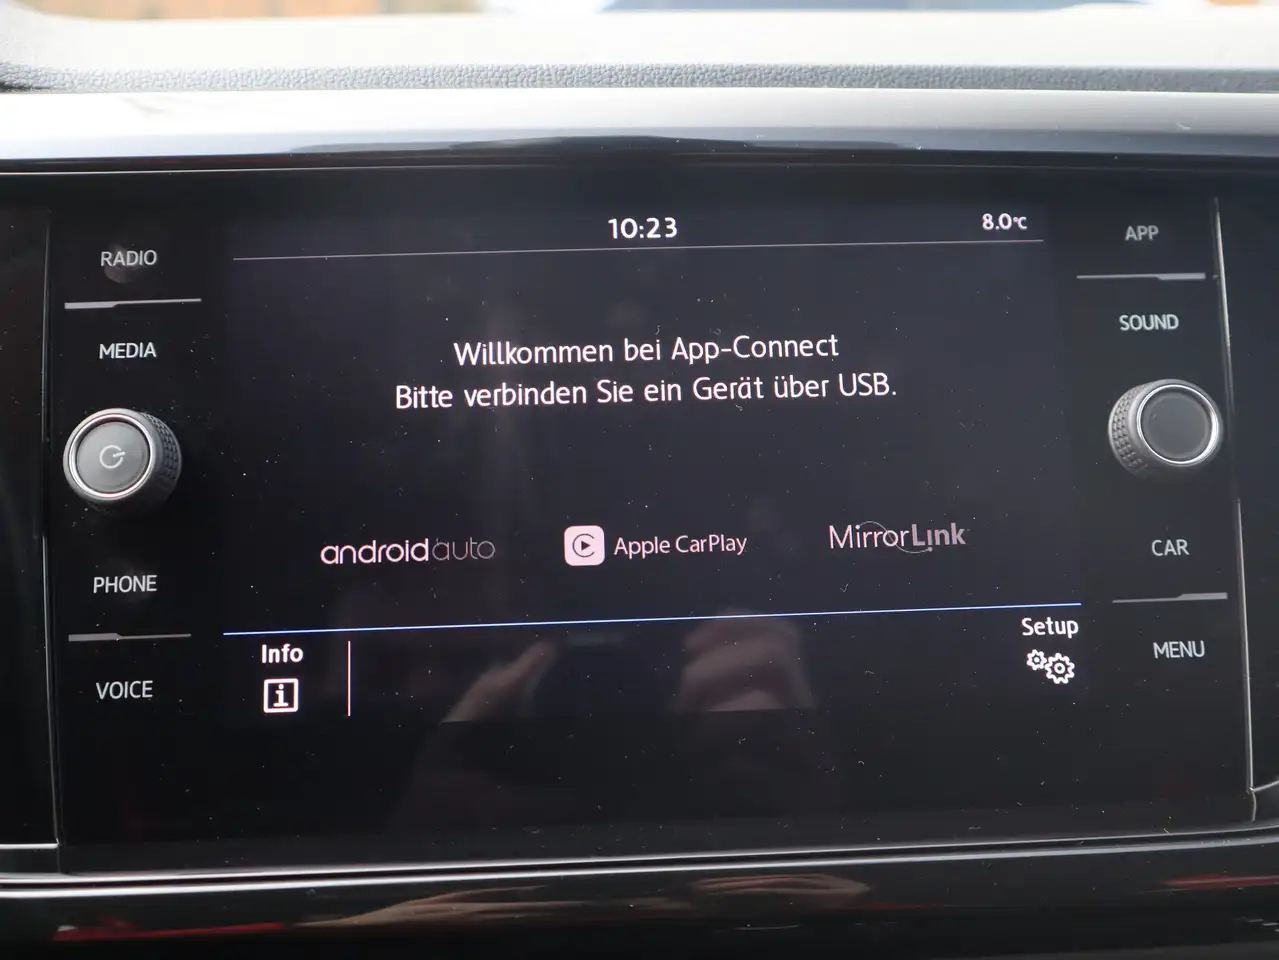 10:23
8.0°C
RADIO
MEDIA
PHONE
VOICE
Willkommen bei App-Connect
Bitte verbinden Sie ein Gerät über USB.
androidauto
Apple CarPlay
MirrorLink
Info
i
Setup
APP
SOUND
CAR
MENU